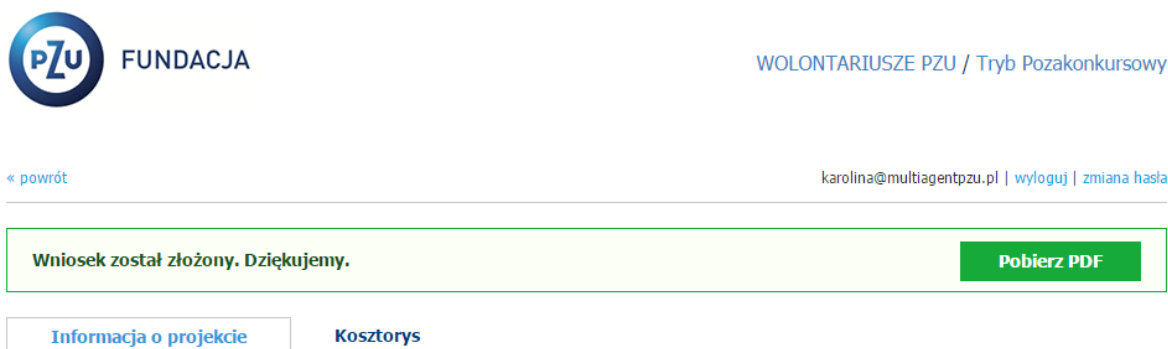 PZU FUNDACJA
WOLONTARIUSZE PZU / Tryb Pozakonkursowy
« powrót
karolina@multiagentpzu.pl | wyloguj | zmiana hasła
Wniosek został złożony. Dziękujemy.
Pobierz PDF
Informacja o projekcie
Kosztorys